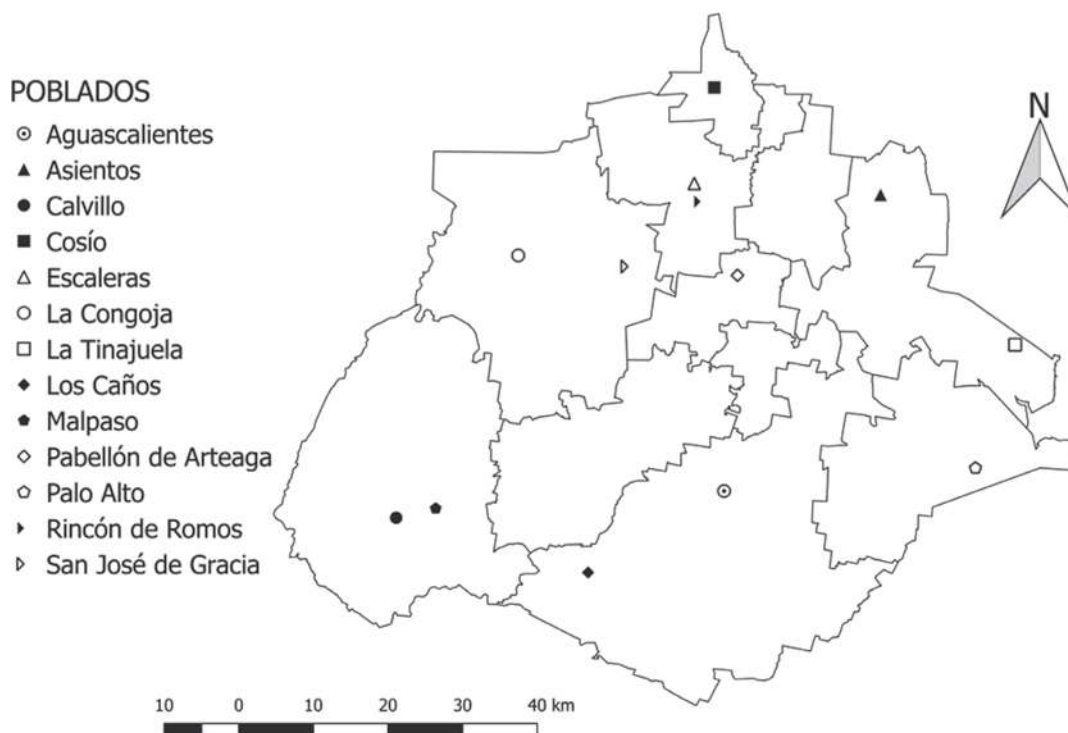 POBLADOS
Aguascalientes
Asientos
Calvillo
Cosío
Escaleras
La Congoja
La Tinajuela
Los Caños
Malpaso
Pabellón de Arteaga
Palo Alto
Rincón de Romos
San José de Gracia
N
10 0 10 20 30 40 km